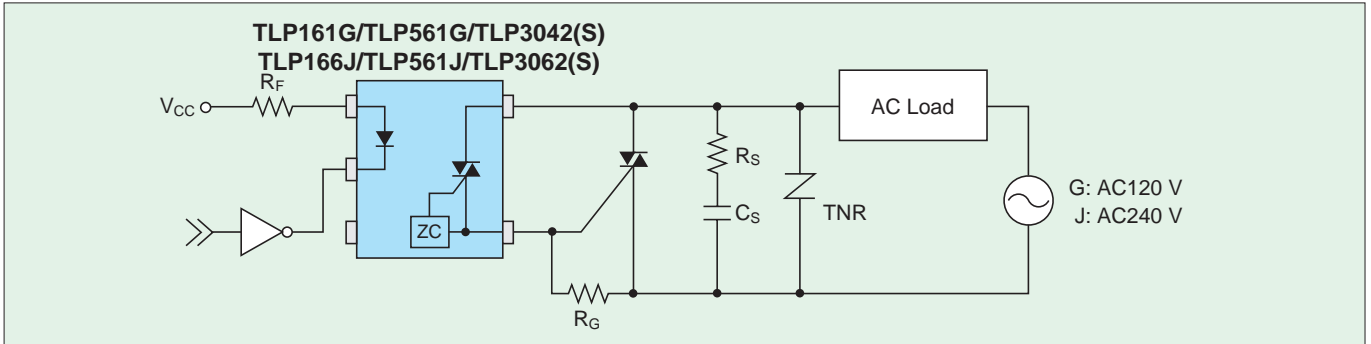 TLP161G/TLP561G/TLP3042(S)
TLP166J/TLP561J/TLP3062(S)
RF
VCC
AC Load
RS
CS
TNR
G: AC120 V
J: AC240 V
ZC
RG